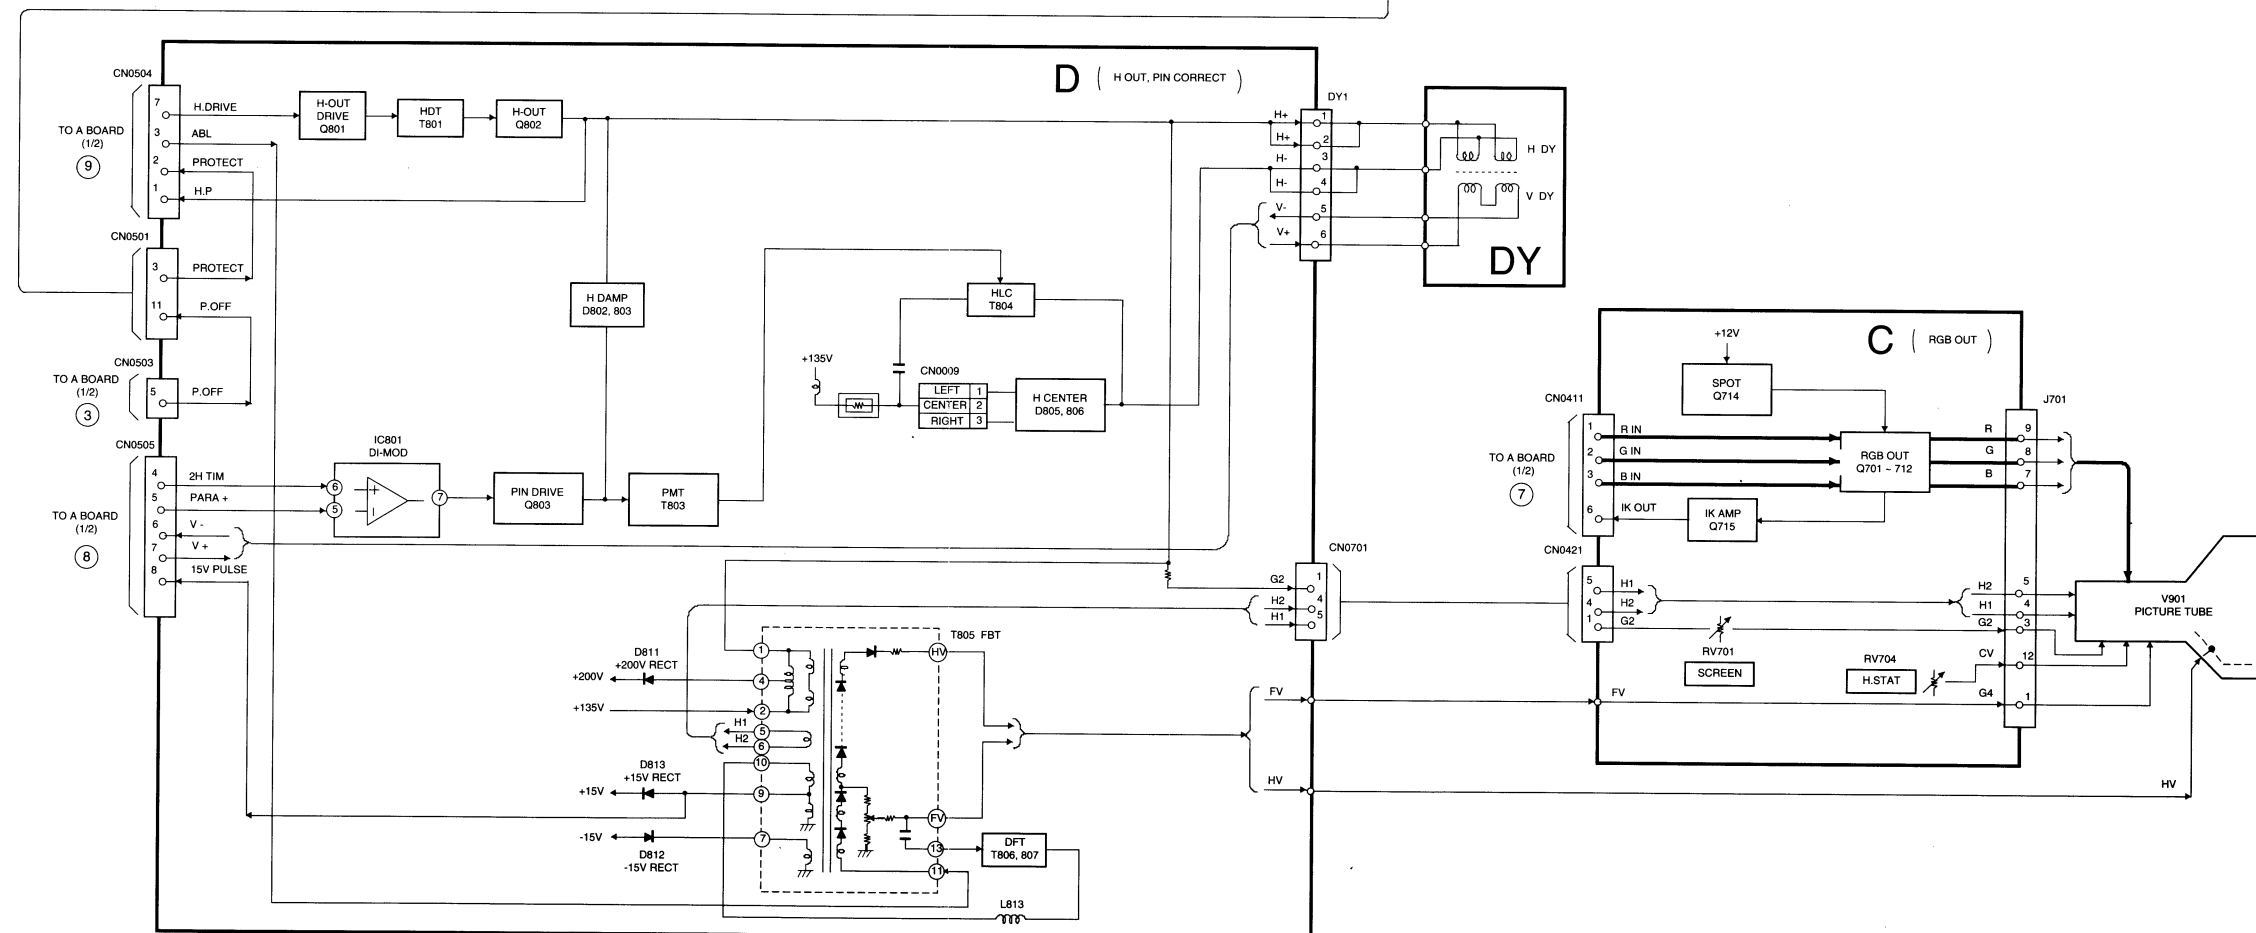 D ( H OUT, PIN CORRECT )
CN0504
TO A BOARD
(1/2)
9
7 H.DRIVE
3 ABL
2 PROTECT
1 H.P
H-OUT
DRIVE
Q801
HDT
T801
H-OUT
Q802
CN0501
3 PROTECT
11 P.OFF
CN0503
TO A BOARD
(1/2)
3
5 P.OFF
CN0505
TO A BOARD
(1/2)
8
4 2H TIM
5 PARA +
6 V -
7 V +
8 15V PULSE
IC801
DI-MOD
6
5
7
+
−
PIN DRIVE
Q803
PMT
T803
H DAMP
D802, 803
HLC
T804
+135V
CN0009
LEFT 1
CENTER 2
RIGHT 3
H CENTER
D805, 806
DY1
H+ 1
H+ 2
H- 3
H- 4
V- 5
V+ 6
H DY
V DY
DY
CN0701
G2 1
H2 4
H1 5
T805 FBT
D811
+200V RECT
+200V
+135V
H1
H2
D813
+15V RECT
+15V
-15V
D812
-15V RECT
1
4
2
5
6
10
9
7
HV
FV
13
11
DFT
T806, 807
L813
FV
HV
C ( RGB OUT )
+12V
SPOT
Q714
CN0411
TO A BOARD
(1/2)
7
1 R IN
2 G IN
3 B IN
6 IK OUT
RGB OUT
Q701 ~ 712
IK AMP
Q715
J701
R 9
G 8
B 7
CN0421
5 H1
4 H2
1 G2
RV701
SCREEN
RV704
H.STAT
H2 5
H1 4
G2 3
CV 12
G4 1
FV
HV
V901
PICTURE TUBE